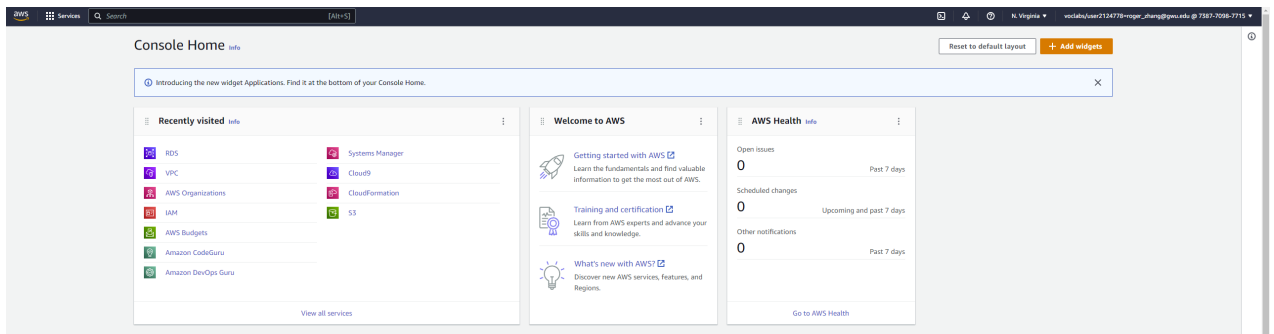 aws
Services
Search
[Alt+S]
N. Virginia
voclabs/user2124778=roger_zhang@gwu.edu @ 7387-7098-7715
Console Home Info
Reset to default layout
+ Add widgets
Introducing the new widget Applications. Find it at the bottom of your Console Home.
Recently visited Info
RDS
VPC
AWS Organizations
IAM
AWS Budgets
Amazon CodeGuru
Amazon DevOps Guru
Systems Manager
Cloud9
CloudFormation
S3
View all services
Welcome to AWS
Getting started with AWS
Learn the fundamentals and find valuable
information to get the most out of AWS.
Training and certification
Learn from AWS experts and advance your
skills and knowledge.
What's new with AWS?
Discover new AWS services, features, and
Regions.
AWS Health Info
Open issues
0
Past 7 days
Scheduled changes
0
Upcoming and past 7 days
Other notifications
0
Past 7 days
Go to AWS Health